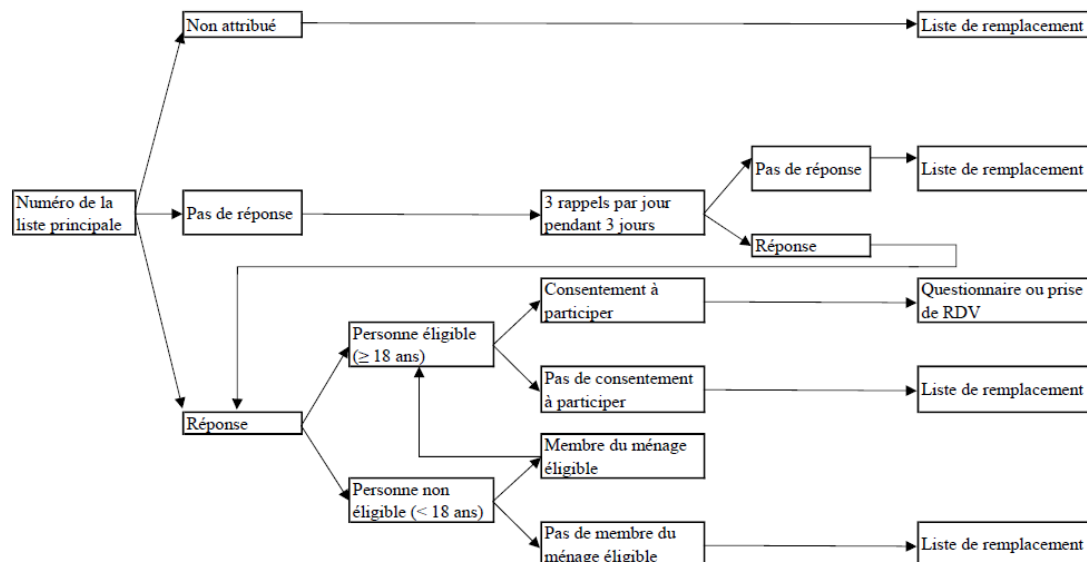 Non attribué
Liste de remplacement
Pas de réponse
Liste de remplacement
Numéro de la
liste principale
Pas de réponse
3 rappels par jour
pendant 3 jours
Réponse
Consentement à
participer
Questionnaire ou prise
de RDV
Personne éligible
(≥ 18 ans)
Pas de consentement
à participer
Liste de remplacement
Réponse
Membre du ménage
éligible
Personne non
éligible (< 18 ans)
Pas de membre du
ménage éligible
Liste de remplacement